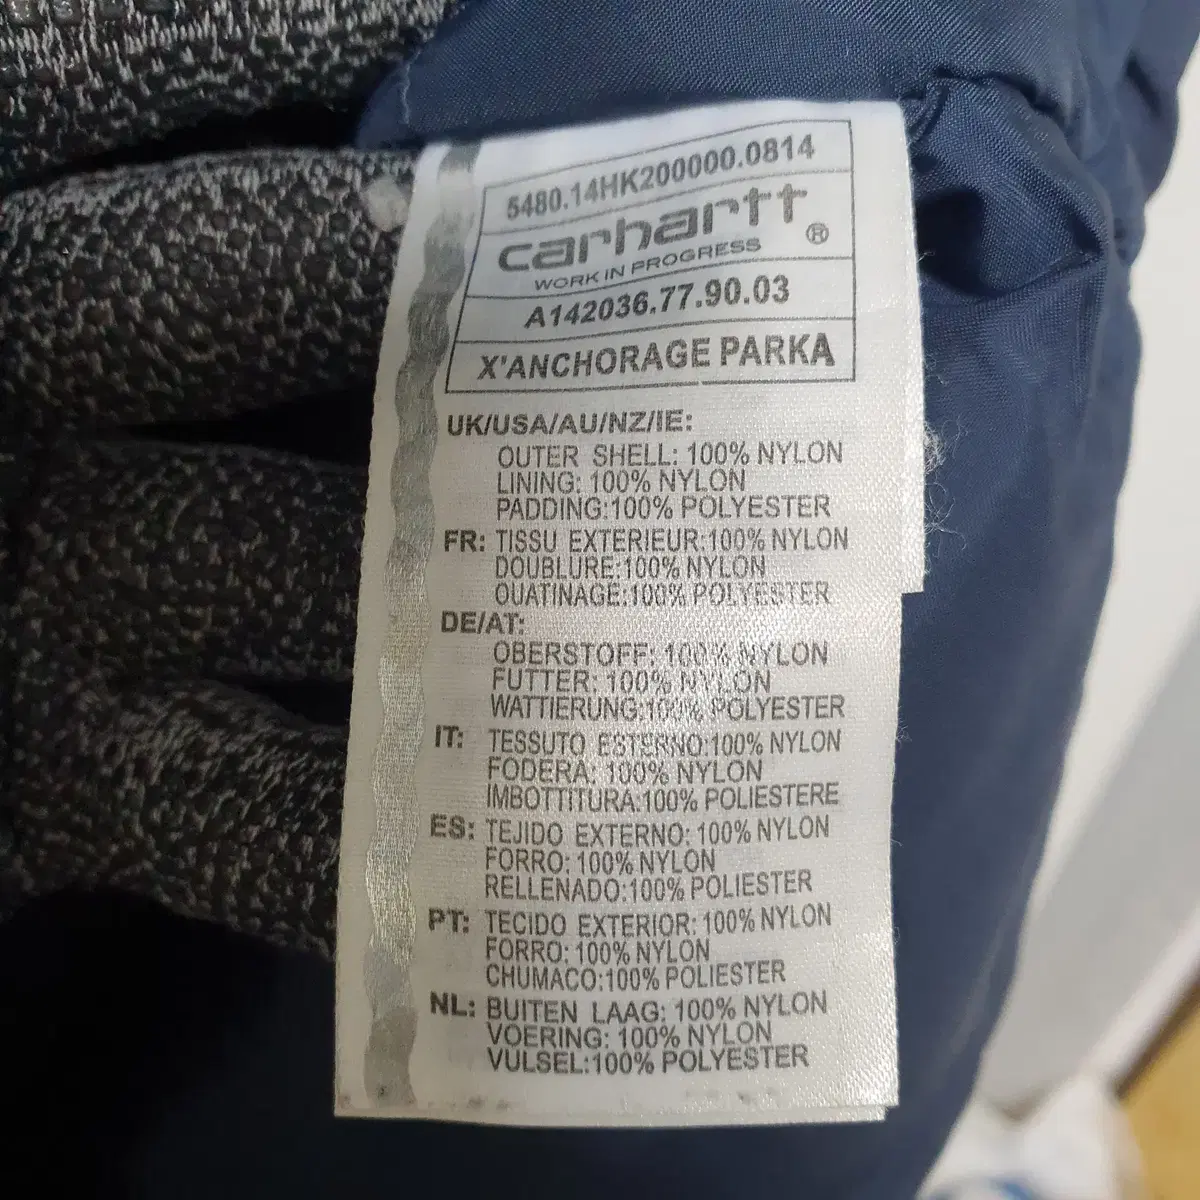 5480.14HK200000.0814
carhartt ®
WORK IN PROGRESS
A142036.77.90.03
X'ANCHORAGE PARKA
UK/USA/AU/NZ/IE:
OUTER SHELL: 100% NYLON
LINING: 100% NYLON
PADDING:100% POLYESTER
FR: TISSU EXTERIEUR:100% NYLON
DOUBLURE:100% NYLON
OUATINAGE:100% POLYESTER
DE/AT:
OBERSTOFF: 100% NYLON
FUTTER: 100% NYLON
WATTIERUNG:100% POLYESTER
IT: TESSUTO ESTERNO:100% NYLON
FODERA: 100% NYLON
IMBOTTITURA:100% POLIESTERE
ES: TEJIDO EXTERNO: 100% NYLON
FORRO: 100% NYLON
RELLENADO:100% POLIESTER
PT: TECIDO EXTERIOR: 100% NYLON
FORRO: 100% NYLON
CHUMACO:100% POLIESTER
NL: BUITEN LAAG: 100% NYLON
VOERING: 100% NYLON
VULSEL:100% POLYESTER